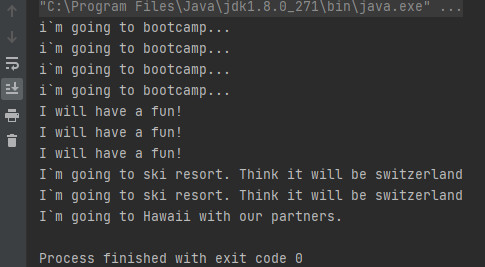 "C:\Program Files\Java\jdk1.8.0_271\bin\java.exe" ...
i`m going to bootcamp...
i`m going to bootcamp...
i`m going to bootcamp...
i`m going to bootcamp...
I will have a fun!
I will have a fun!
I will have a fun!
I`m going to ski resort. Think it will be switzerland
I`m going to ski resort. Think it will be switzerland
I`m going to Hawaii with our partners.
Process finished with exit code 0